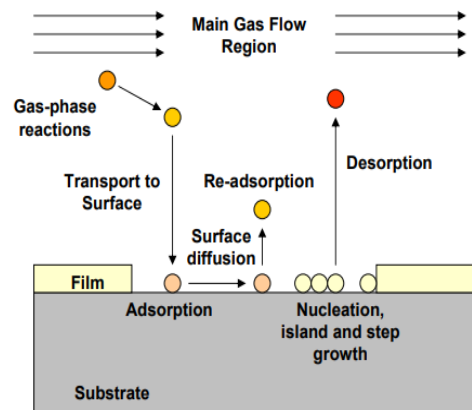 Main Gas Flow
Region
Gas-phase
reactions
Transport to
Surface
Re-adsorption
Desorption
Surface
diffusion
Film
Adsorption
Nucleation,
island and step
growth
Substrate